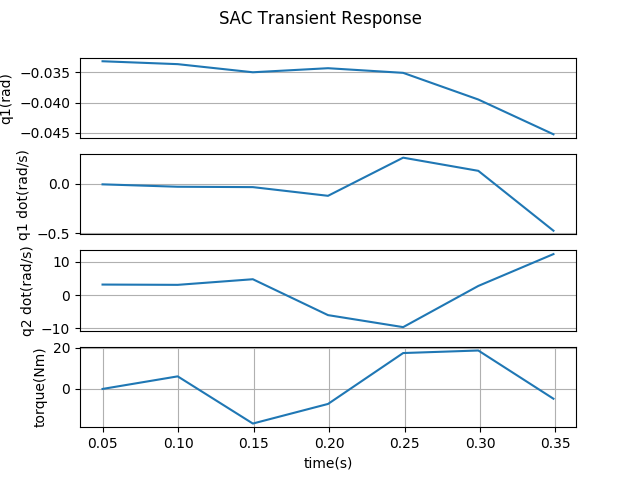 SAC Transient Response
q1(rad)
−0.035
−0.040
−0.045
q1 dot(rad/s)
0.0
−0.5
q2 dot(rad/s)
10
0
−10
torque(Nm)
20
0
0.05 0.10 0.15 0.20 0.25 0.30 0.35
time(s)